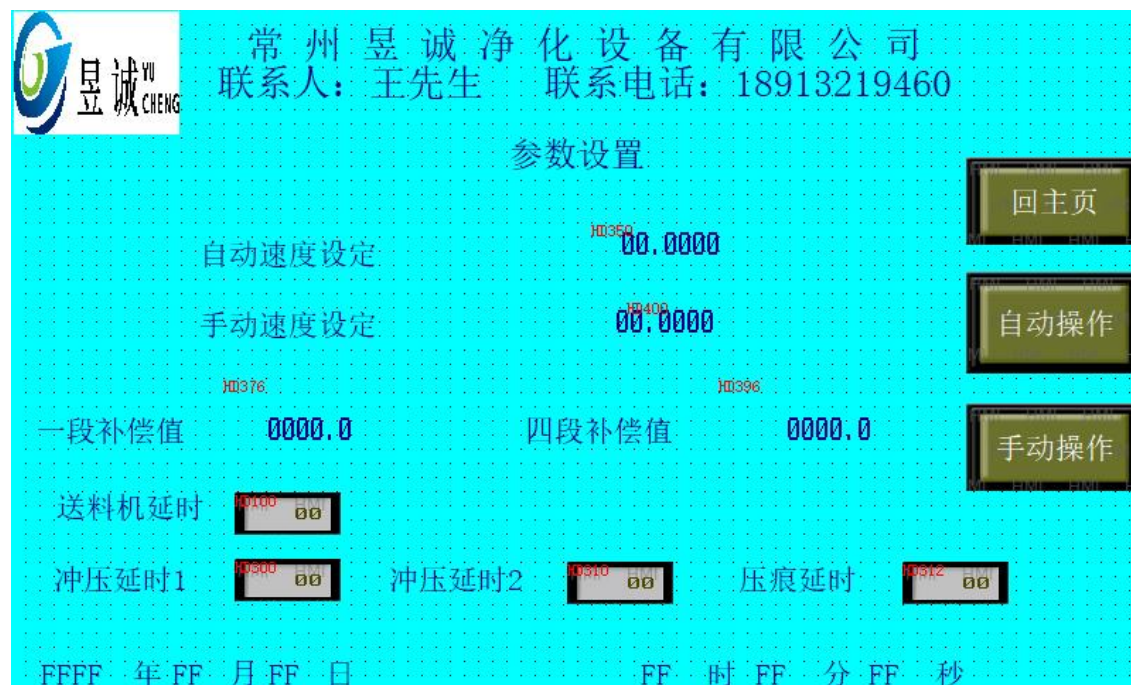 常州昱诚净化设备有限公司
昱诚 YU CHENG
联系人：王先生 联系电话：18913219460
参数设置
回主页
HD350
自动速度设定 00.0000
HD400
手动速度设定 00.0000
自动操作
HD376 HD396
一段补偿值 0000.0 四段补偿值 0000.0
手动操作
送料机延时 HD100 00
冲压延时1 HD300 00 冲压延时2 HD310 00 压痕延时 HD312 00
FFFF 年 FF 月 FF 日 FF 时 FF 分 FF 秒